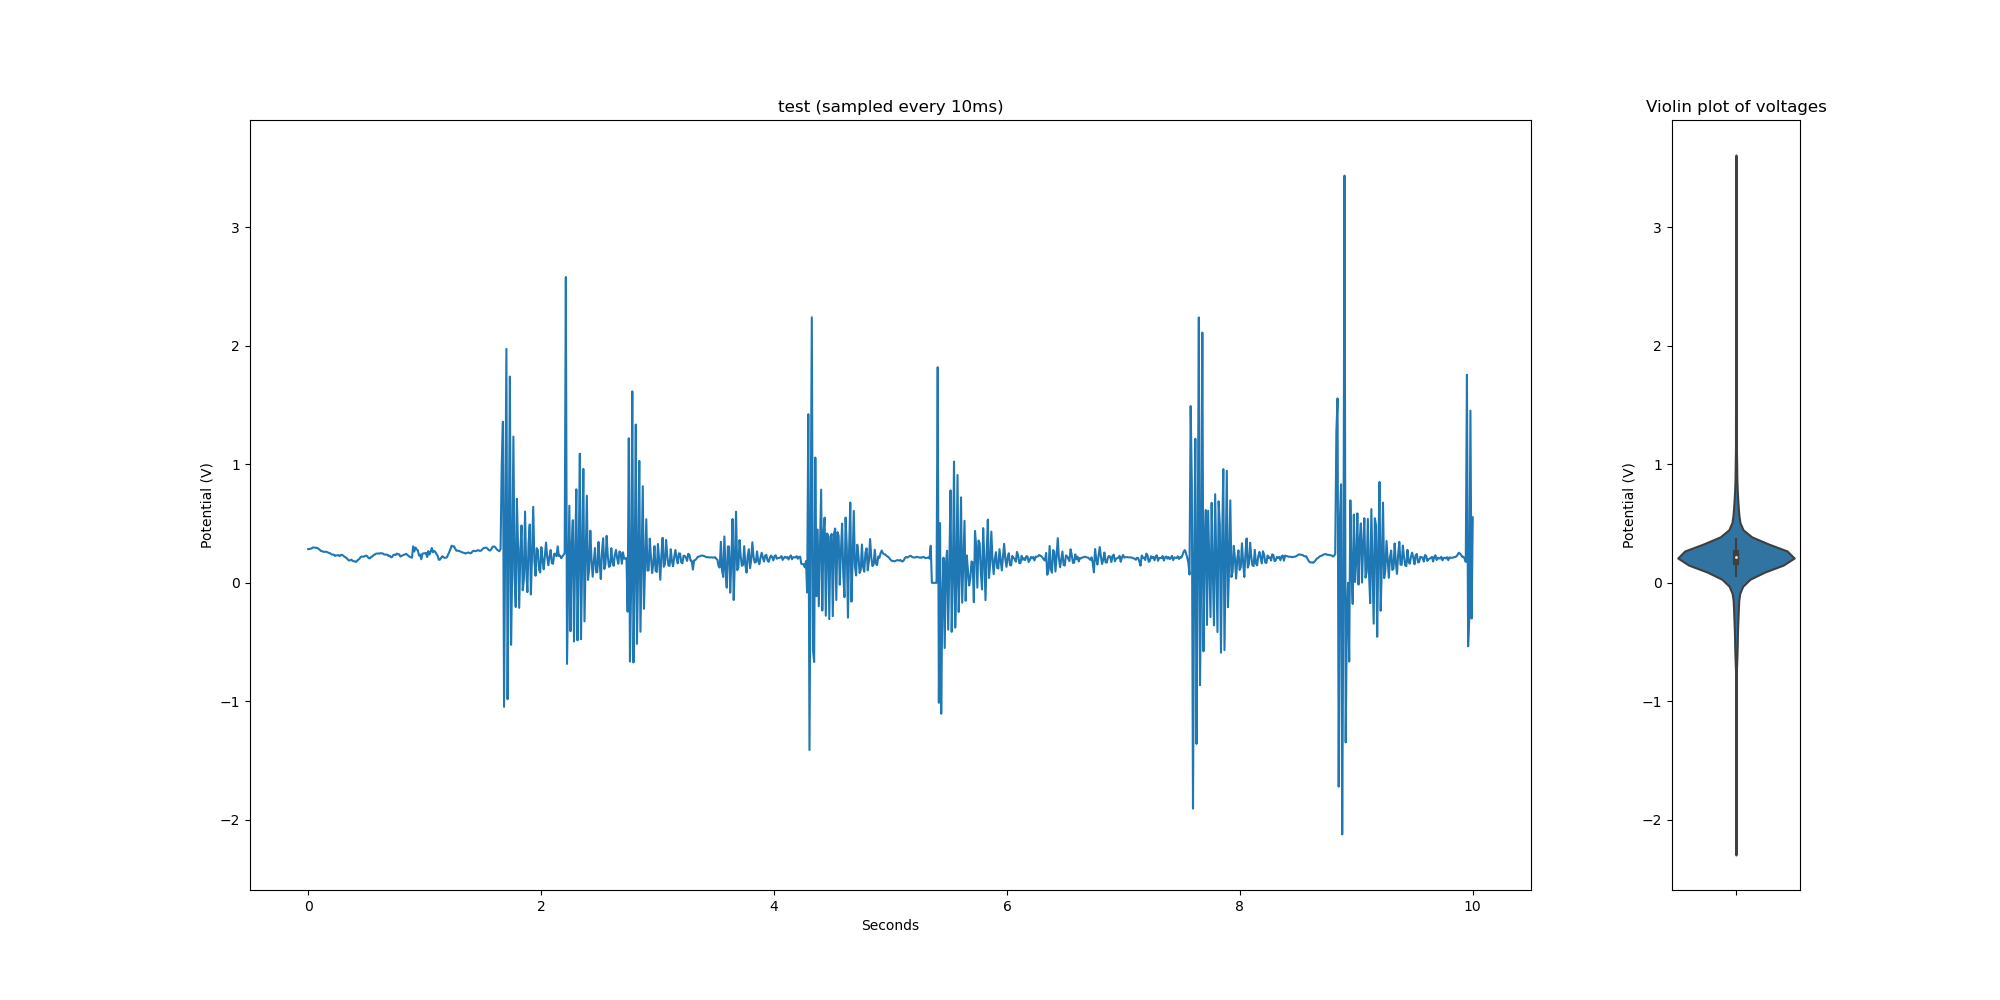 test (sampled every 10ms)
Potential (V)
3
2
1
0
−1
−2
0 2 4 6 8 10
Seconds
Violin plot of voltages
Potential (V)
3
2
1
0
−1
−2